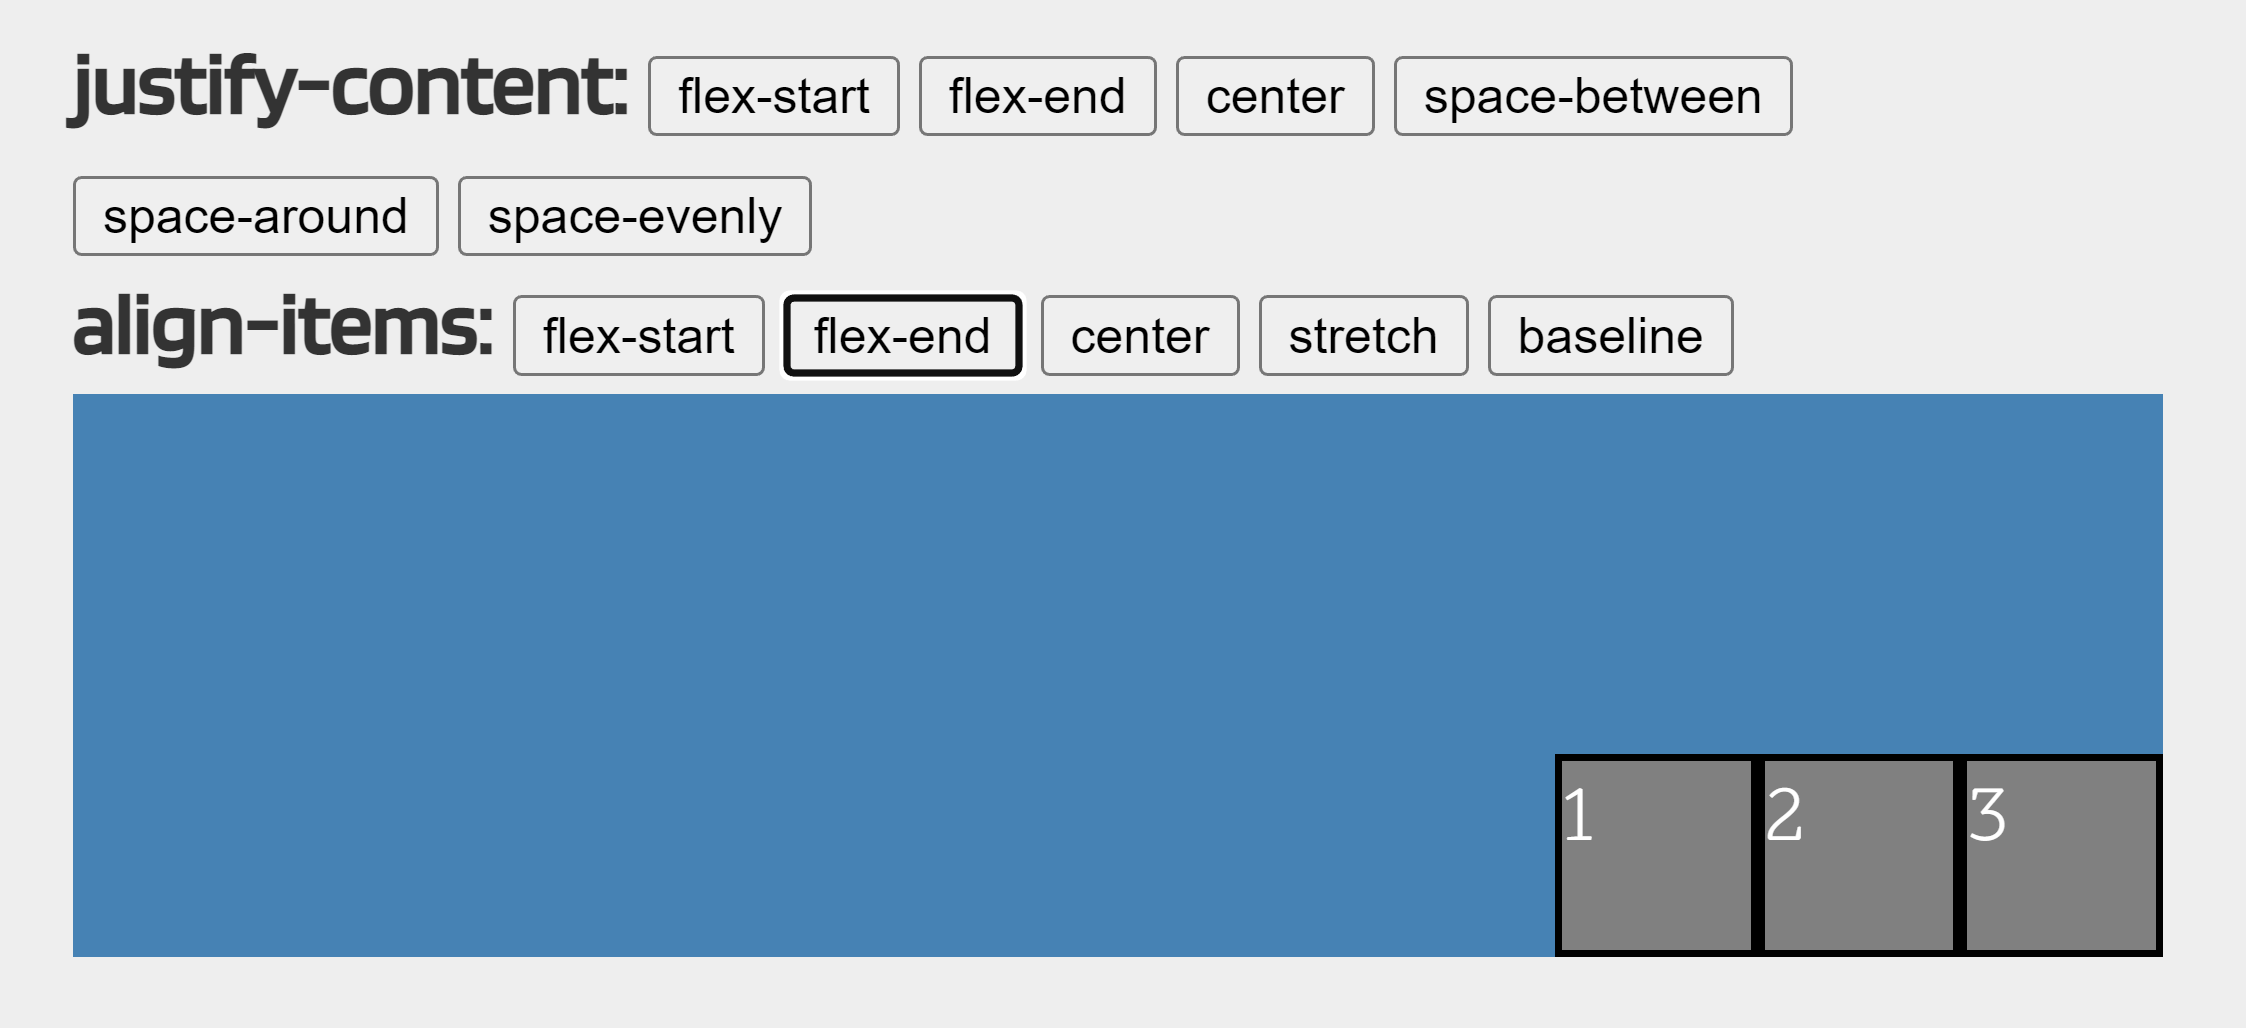 justify-content: flex-start flex-end center space-between
space-around space-evenly
align-items: flex-start flex-end center stretch baseline
1 2 3